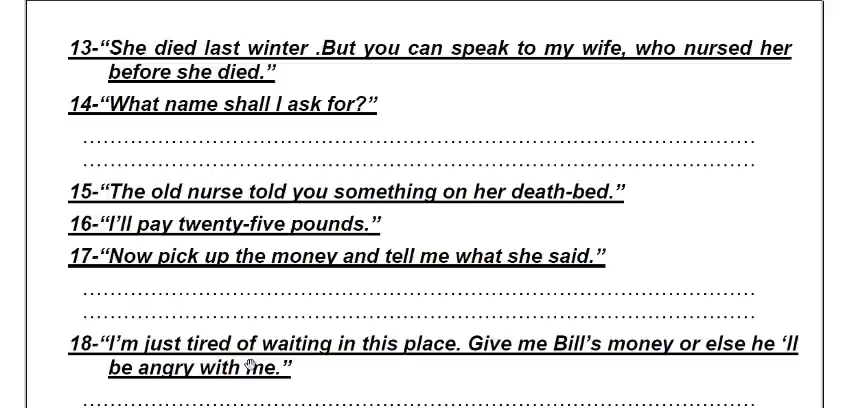 13-“She died last winter .But you can speak to my wife, who nursed her
before she died.”
14-“What name shall I ask for?”
……………………………………………………………………………………
……………………………………………………………………………………
15-“The old nurse told you something on her death-bed.”
16-“I’ll pay twenty-five pounds.”
17-“Now pick up the money and tell me what she said.”
……………………………………………………………………………………
……………………………………………………………………………………
18-“I’m just tired of waiting in this place. Give me Bill’s money or else he ‘ll
be angry with me.”
……………………………………………………………………………………